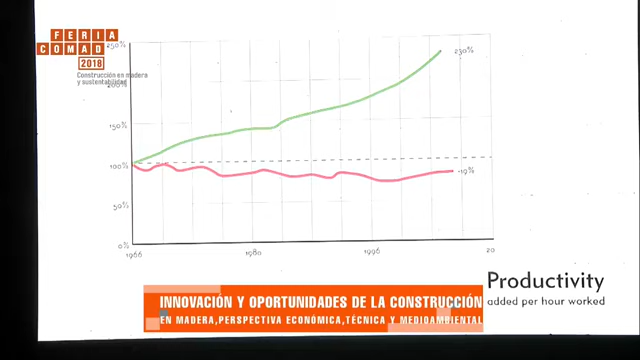 FERIA
COMAD
2018
Construcción en madera
y sustentabilidad
250%
200%
150%
100%
50%
0%
230%
-19%
1966
1980
1996
20
Productivity
added per hour worked
INNOVACIÓN Y OPORTUNIDADES DE LA CONSTRUCCIÓN
EN MADERA,PERSPECTIVA ECONÓMICA,TÉCNICA Y MEDIOAMBIENTAL